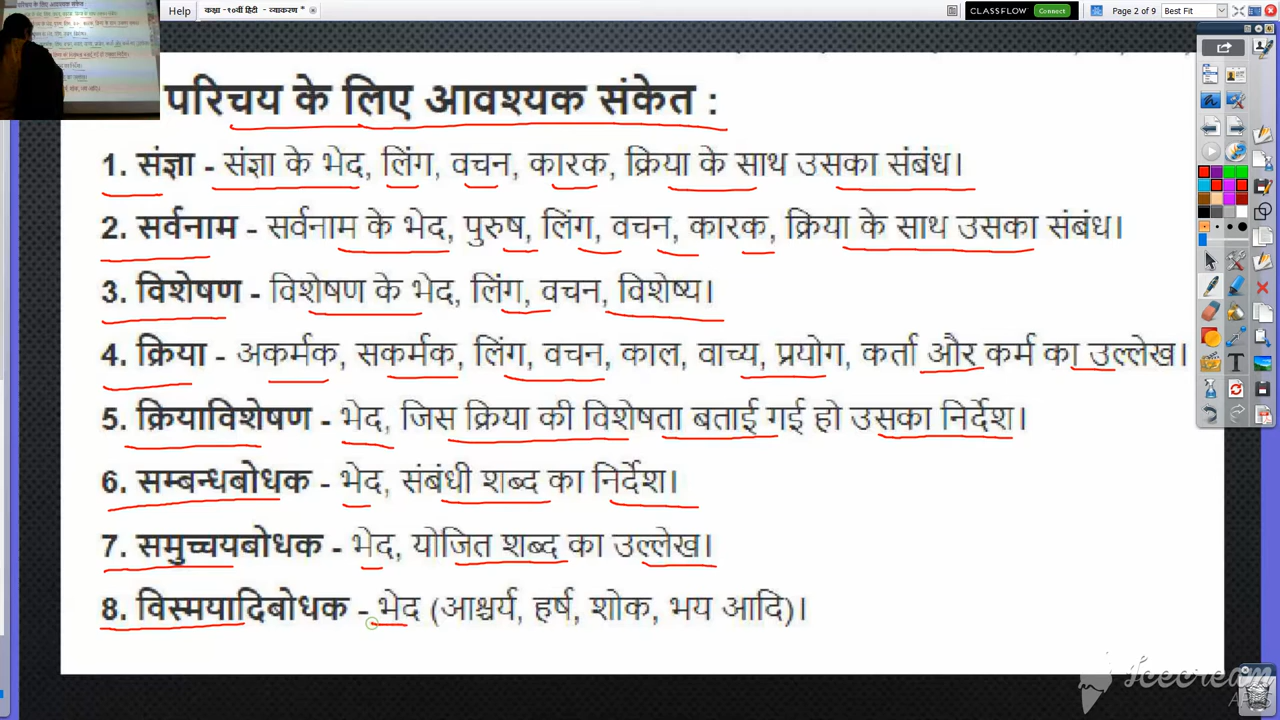 Help
कक्षा -१०वीं हिंदी - व्याकरण *
CLASSFLOW
Connect
Page 2 of 9
Best Fit
परिचय के लिए आवश्यक संकेत :
1. संज्ञा - संज्ञा के भेद, लिंग, वचन, कारक, क्रिया के साथ उसका संबंध।
2. सर्वनाम - सर्वनाम के भेद, पुरुष, लिंग, वचन, कारक, क्रिया के साथ उसका संबंध।
3. विशेषण - विशेषण के भेद, लिंग, वचन, विशेष्य।
4. क्रिया - अकर्मक, सकर्मक, लिंग, वचन, काल, वाच्य, प्रयोग, कर्ता और कर्म का उल्लेख।
5. क्रियाविशेषण - भेद, जिस क्रिया की विशेषता बताई गई हो उसका निर्देश।
6. सम्बन्धबोधक - भेद, संबंधी शब्द का निर्देश।
7. समुच्चयबोधक - भेद, योजित शब्द का उल्लेख।
8. विस्मयादिबोधक - भेद (आश्चर्य, हर्ष, शोक, भय आदि)।
Icecream
APPS